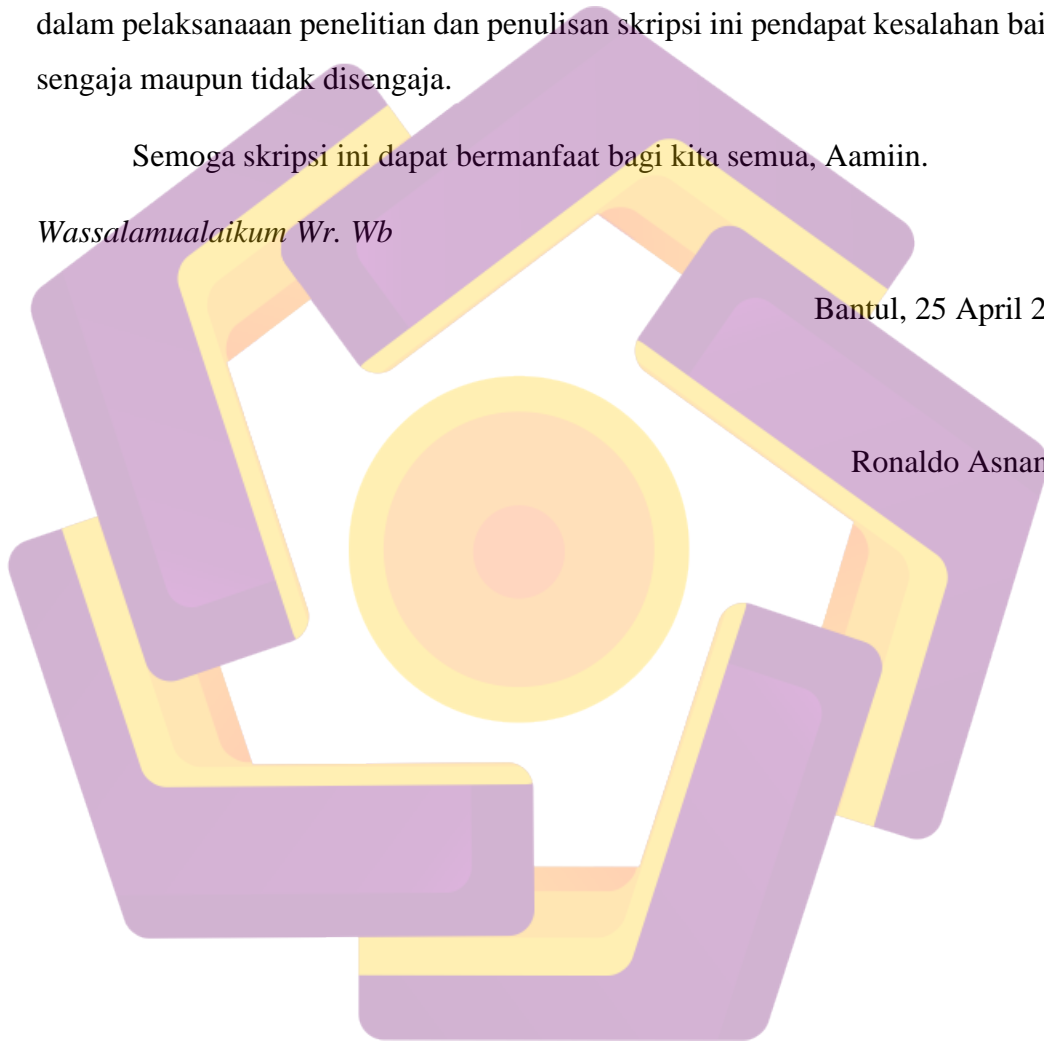 dalam pelaksanaaan penelitian dan penulisan skripsi ini pendapat kesalahan bai
sengaja maupun tidak disengaja.
Semoga skripsi ini dapat bermanfaat bagi kita semua, Aamiin.
Wassalamualaikum Wr. Wb
Bantul, 25 April 2
Ronaldo Asnan